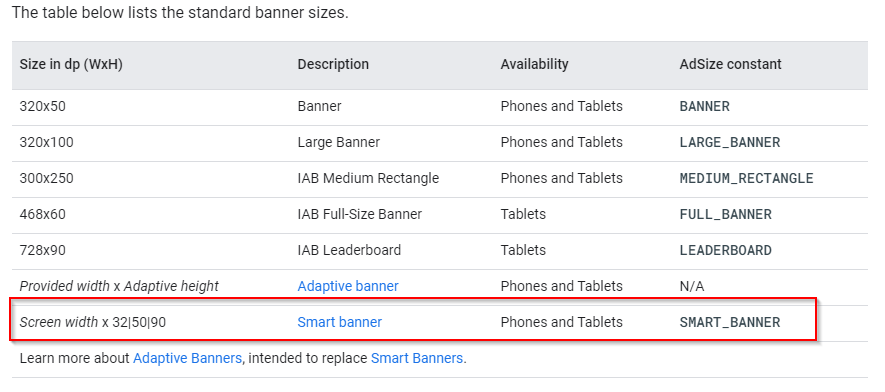 The table below lists the standard banner sizes.
Size in dp (WxH) Description Availability AdSize constant
320x50 Banner Phones and Tablets BANNER
320x100 Large Banner Phones and Tablets LARGE_BANNER
300x250 IAB Medium Rectangle Phones and Tablets MEDIUM_RECTANGLE
468x60 IAB Full-Size Banner Tablets FULL_BANNER
728x90 IAB Leaderboard Tablets LEADERBOARD
Provided width x Adaptive height Adaptive banner Phones and Tablets N/A
Screen width x 32|50|90 Smart banner Phones and Tablets SMART_BANNER
Learn more about Adaptive Banners, intended to replace Smart Banners.